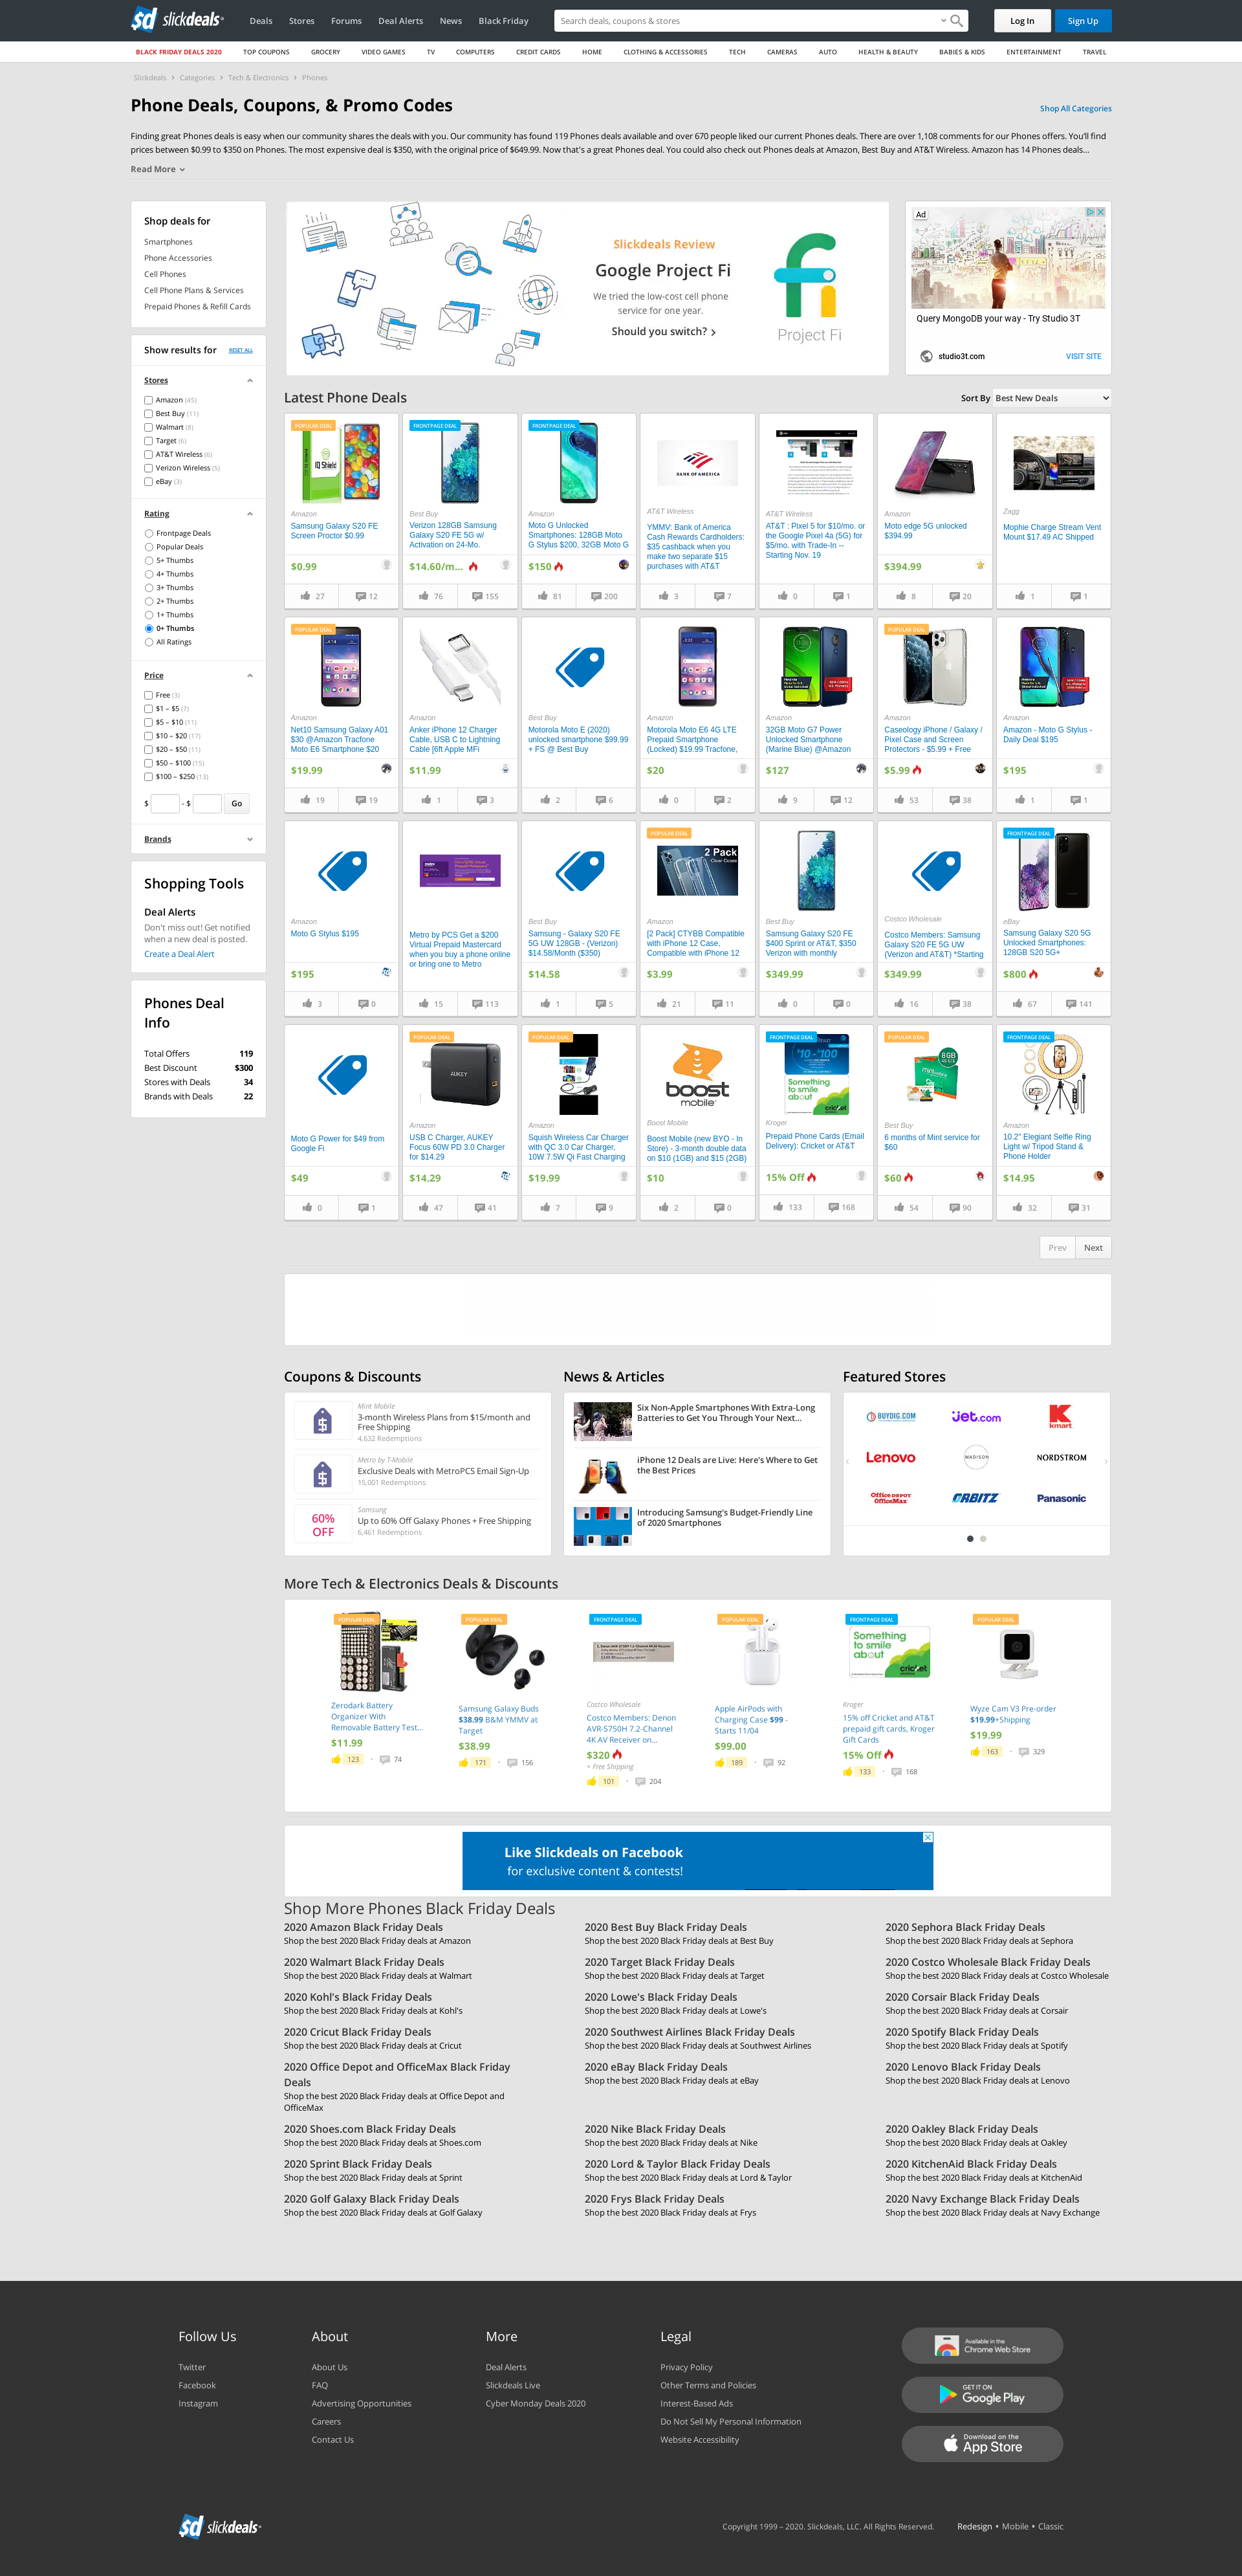 slickdeals
Deals Stores Forums Deal Alerts News Black Friday
Search deals, coupons & stores
Log In Sign Up
BLACK FRIDAY DEALS 2020 TOP COUPONS GROCERY VIDEO GAMES TV COMPUTERS CREDIT CARDS HOME CLOTHING & ACCESSORIES TECH CAMERAS AUTO HEALTH & BEAUTY BABIES & KIDS ENTERTAINMENT TRAVEL
Slickdeals > Categories > Tech & Electronics > Phones
Phone Deals, Coupons, & Promo Codes
Shop All Categories
Finding great Phones deals is easy when our community shares the deals with you. Our community has found 119 Phones deals available and over 670 people liked our current Phones deals. There are over 1,108 comments for our Phones offers. You'll find
prices between $0.99 to $350 on Phones. The most expensive deal is $350, with the original price of $649.99. Now that's a great Phones deal. You could also check out Phones deals at Amazon, Best Buy and AT&T Wireless. Amazon has 14 Phones deals...
Read More
Shop deals for
Smartphones
Phone Accessories
Cell Phones
Cell Phone Plans & Services
Prepaid Phones & Refill Cards
Show results for RESET ALL
Stores
Amazon (45)
Best Buy (11)
Walmart (8)
Target (6)
AT&T Wireless (6)
Verizon Wireless (5)
eBay (3)
Rating
Frontpage Deals
Popular Deals
5+ Thumbs
4+ Thumbs
3+ Thumbs
2+ Thumbs
1+ Thumbs
0+ Thumbs
All Ratings
Price
Free (3)
$1 – $5 (7)
$5 – $10 (11)
$10 – $20 (17)
$20 – $50 (11)
$50 – $100 (15)
$100 – $250 (13)
$ - $ Go
Brands
Shopping Tools
Deal Alerts
Don't miss out! Get notified
when a new deal is posted.
Create a Deal Alert
Phones Deal
Info
Total Offers 119
Best Discount $300
Stores with Deals 34
Brands with Deals 22
Slickdeals Review
Google Project Fi
We tried the low-cost cell phone
service for one year.
Should you switch? >
Project Fi
Ad
Query MongoDB your way - Try Studio 3T
studio3t.com VISIT SITE
Latest Phone Deals
Sort By Best New Deals
POPULAR DEAL
IQ Shield
Amazon
Samsung Galaxy S20 FE
Screen Proctor $0.99
$0.99
27 12
FRONTPAGE DEAL
Best Buy
Verizon 128GB Samsung
Galaxy S20 FE 5G w/
Activation on 24-Mo.
$14.60/m...
76 155
FRONTPAGE DEAL
Amazon
Moto G Unlocked
Smartphones: 128GB Moto
G Stylus $200, 32GB Moto G
$150
81 200
BANK OF AMERICA
AT&T Wireless
YMMV: Bank of America
Cash Rewards Cardholders:
$35 cashback when you
make two separate $15
purchases with AT&T
3 7
AT&T Wireless
AT&T : Pixel 5 for $10/mo. or
the Google Pixel 4a (5G) for
$5/mo. with Trade-In --
Starting Nov. 19
0 1
Amazon
Moto edge 5G unlocked
$394.99
$394.99
8 20
Zagg
Mophie Charge Stream Vent
Mount $17.49 AC Shipped
1 1
POPULAR DEAL
Amazon
Net10 Samsung Galaxy A01
$30 @Amazon Tracfone
Moto E6 Smartphone $20
$19.99
19 19
Amazon
Anker iPhone 12 Charger
Cable, USB C to Lightning
Cable [6ft Apple MFi
$11.99
1 3
Best Buy
Motorola Moto E (2020)
unlocked smartphone $99.99
+ FS @ Best Buy
2 6
Amazon
Motorola Moto E6 4G LTE
Prepaid Smartphone
(Locked) $19.99 Tracfone,
$20
0 2
Amazon
32GB Moto G7 Power
Unlocked Smartphone
(Marine Blue) @Amazon
$127
9 12
POPULAR DEAL
Amazon
Caseology iPhone / Galaxy /
Pixel Case and Screen
Protectors - $5.99 + Free
$5.99
53 38
Amazon
Amazon - Moto G Stylus -
Daily Deal $195
$195
1 1
Amazon
Moto G Stylus $195
$195
3 0
Metro by PCS Get a $200
Virtual Prepaid Mastercard
when you buy a phone online
or bring one to Metro
15 113
Best Buy
Samsung - Galaxy S20 FE
5G UW 128GB - (Verizon)
$14.58/Month ($350)
$14.58
1 5
POPULAR DEAL
2 Pack
Clear Cases
Amazon
[2 Pack] CTYBB Compatible
with iPhone 12 Case,
Compatible with iPhone 12
$3.99
21 11
Best Buy
Samsung Galaxy S20 FE
$400 Sprint or AT&T, $350
Verizon with monthly
$349.99
0 0
Costco Wholesale
Costco Members: Samsung
Galaxy S20 FE 5G UW
(Verizon and AT&T) *Starting
$349.99
16 38
FRONTPAGE DEAL
eBay
Samsung Galaxy S20 5G
Unlocked Smartphones:
128GB S20 5G+
$800
67 141
Moto G Power for $49 from
Google Fi
$49
0 1
POPULAR DEAL
AUKEY
Amazon
USB C Charger, AUKEY
Focus 60W PD 3.0 Charger
for $14.29
$14.29
47 41
POPULAR DEAL
Amazon
Squish Wireless Car Charger
with QC 3.0 Car Charger,
10W 7.5W Qi Fast Charging
$19.99
7 9
boost
mobile
Boost Mobile
Boost Mobile (new BYO - In
Store) - 3-month double data
on $10 (1GB) and $15 (2GB)
$10
2 0
FRONTPAGE DEAL
$10-$100
Something
to smile
about cricket
Kroger
Prepaid Phone Cards (Email
Delivery): Cricket or AT&T
15% Off
133 168
POPULAR DEAL
8GB
mint
Best Buy
6 months of Mint service for
$60
$60
54 90
FRONTPAGE DEAL
Amazon
10.2" Elegiant Selfie Ring
Light w/ Tripod Stand &
Phone Holder
$14.95
32 31
Prev Next
Coupons & Discounts
Mint Mobile
3-month Wireless Plans from $15/month and
Free Shipping
4,632 Redemptions
Metro by T-Mobile
Exclusive Deals with MetroPCS Email Sign-Up
15,001 Redemptions
60%
OFF
Samsung
Up to 60% Off Galaxy Phones + Free Shipping
6,461 Redemptions
News & Articles
Six Non-Apple Smartphones With Extra-Long
Batteries to Get You Through Your Next...
iPhone 12 Deals are Live: Here's Where to Get
the Best Prices
Introducing Samsung's Budget-Friendly Line
of 2020 Smartphones
Featured Stores
BUYDIG.COM jet.com kmart
Lenovo MADISON NORDSTROM
Office DEPOT OfficeMax ORBITZ Panasonic
More Tech & Electronics Deals & Discounts
POPULAR DEAL
Zerodark Battery
Organizer With
Removable Battery Test...
$11.99
123 · 74
POPULAR DEAL
Samsung Galaxy Buds
$38.99 B&M YMMV at
Target
$38.99
171 · 156
FRONTPAGE DEAL
Costco Wholesale
Costco Members: Denon
AVR-S750H 7.2-Channel
4K AV Receiver on...
$320
+ Free Shipping
101 · 204
POPULAR DEAL
Apple AirPods with
Charging Case $99 -
Starts 11/04
$99.00
189 · 92
FRONTPAGE DEAL
Something
to smile
about cricket
Kroger
15% off Cricket and AT&T
prepaid gift cards, Kroger
Gift Cards
15% Off
133 · 168
POPULAR DEAL
Wyze Cam V3 Pre-order
$19.99+Shipping
$19.99
163 · 329
Like Slickdeals on Facebook
for exclusive content & contests!
Shop More Phones Black Friday Deals
2020 Amazon Black Friday Deals
Shop the best 2020 Black Friday deals at Amazon
2020 Best Buy Black Friday Deals
Shop the best 2020 Black Friday deals at Best Buy
2020 Sephora Black Friday Deals
Shop the best 2020 Black Friday deals at Sephora
2020 Walmart Black Friday Deals
Shop the best 2020 Black Friday deals at Walmart
2020 Target Black Friday Deals
Shop the best 2020 Black Friday deals at Target
2020 Costco Wholesale Black Friday Deals
Shop the best 2020 Black Friday deals at Costco Wholesale
2020 Kohl's Black Friday Deals
Shop the best 2020 Black Friday deals at Kohl's
2020 Lowe's Black Friday Deals
Shop the best 2020 Black Friday deals at Lowe's
2020 Corsair Black Friday Deals
Shop the best 2020 Black Friday deals at Corsair
2020 Cricut Black Friday Deals
Shop the best 2020 Black Friday deals at Cricut
2020 Southwest Airlines Black Friday Deals
Shop the best 2020 Black Friday deals at Southwest Airlines
2020 Spotify Black Friday Deals
Shop the best 2020 Black Friday deals at Spotify
2020 Office Depot and OfficeMax Black Friday
Deals
Shop the best 2020 Black Friday deals at Office Depot and
OfficeMax
2020 eBay Black Friday Deals
Shop the best 2020 Black Friday deals at eBay
2020 Lenovo Black Friday Deals
Shop the best 2020 Black Friday deals at Lenovo
2020 Shoes.com Black Friday Deals
Shop the best 2020 Black Friday deals at Shoes.com
2020 Nike Black Friday Deals
Shop the best 2020 Black Friday deals at Nike
2020 Oakley Black Friday Deals
Shop the best 2020 Black Friday deals at Oakley
2020 Sprint Black Friday Deals
Shop the best 2020 Black Friday deals at Sprint
2020 Lord & Taylor Black Friday Deals
Shop the best 2020 Black Friday deals at Lord & Taylor
2020 KitchenAid Black Friday Deals
Shop the best 2020 Black Friday deals at KitchenAid
2020 Golf Galaxy Black Friday Deals
Shop the best 2020 Black Friday deals at Golf Galaxy
2020 Frys Black Friday Deals
Shop the best 2020 Black Friday deals at Frys
2020 Navy Exchange Black Friday Deals
Shop the best 2020 Black Friday deals at Navy Exchange
Follow Us
Twitter
Facebook
Instagram
About
About Us
FAQ
Advertising Opportunities
Careers
Contact Us
More
Deal Alerts
Slickdeals Live
Cyber Monday Deals 2020
Legal
Privacy Policy
Other Terms and Policies
Interest-Based Ads
Do Not Sell My Personal Information
Website Accessibility
Available in the
Chrome Web Store
GET IT ON
Google Play
Download on the
App Store
slickdeals
Copyright 1999 – 2020. Slickdeals, LLC. All Rights Reserved. Redesign • Mobile • Classic